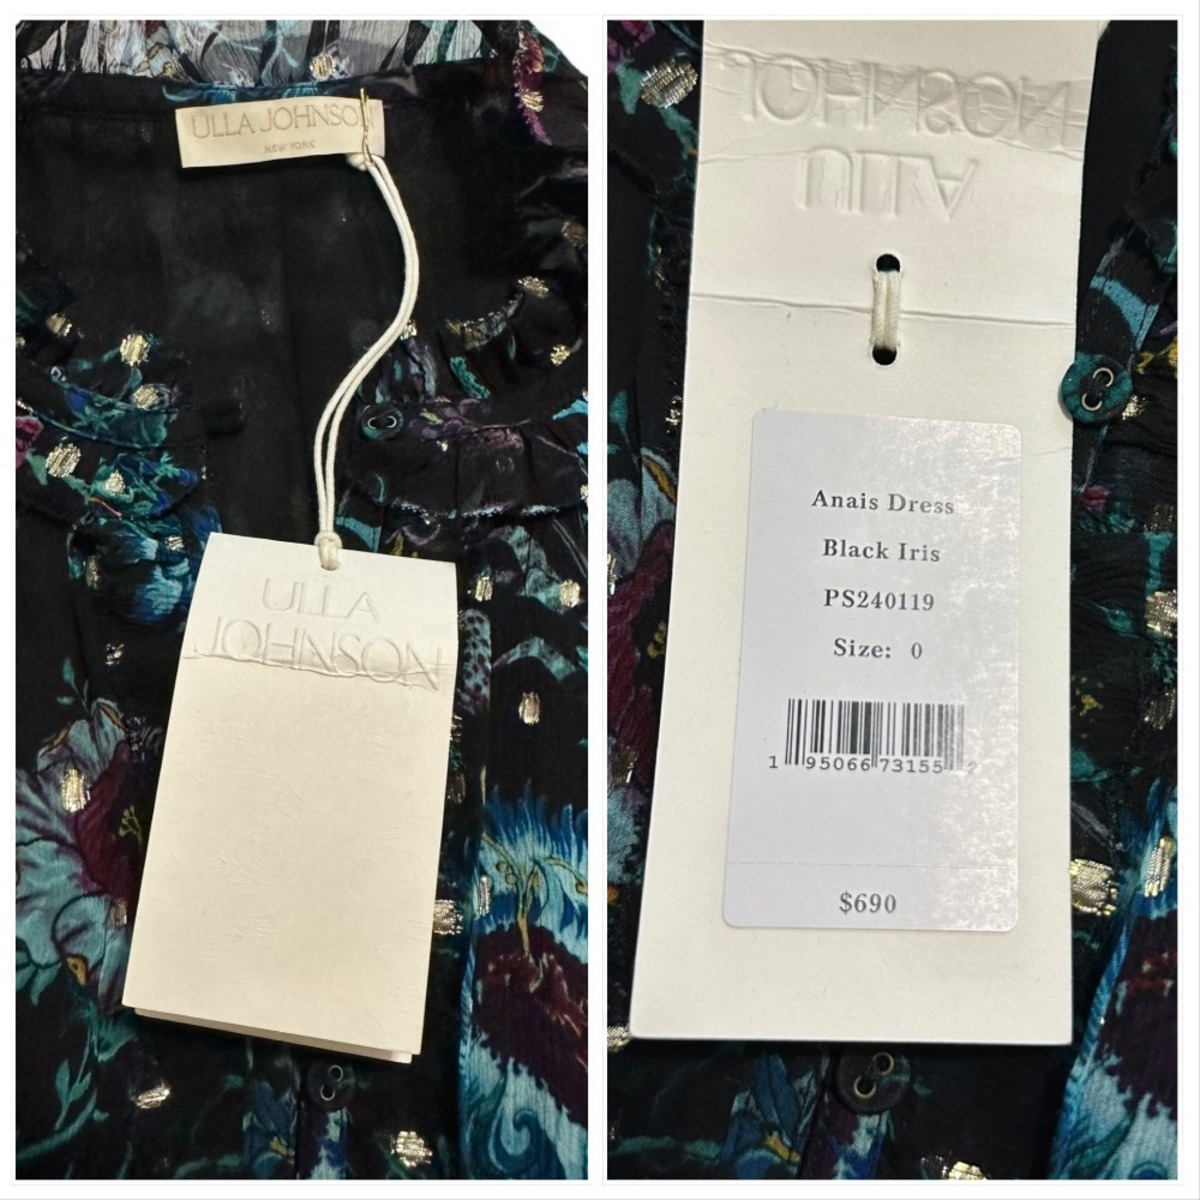 ULLA JOHNSON
NEW YORK
ULLA
JOHNSON
JOHNSON
ULLA
Anais Dress
Black Iris
PS240119
Size: 0
1 95066 73155 2
$690